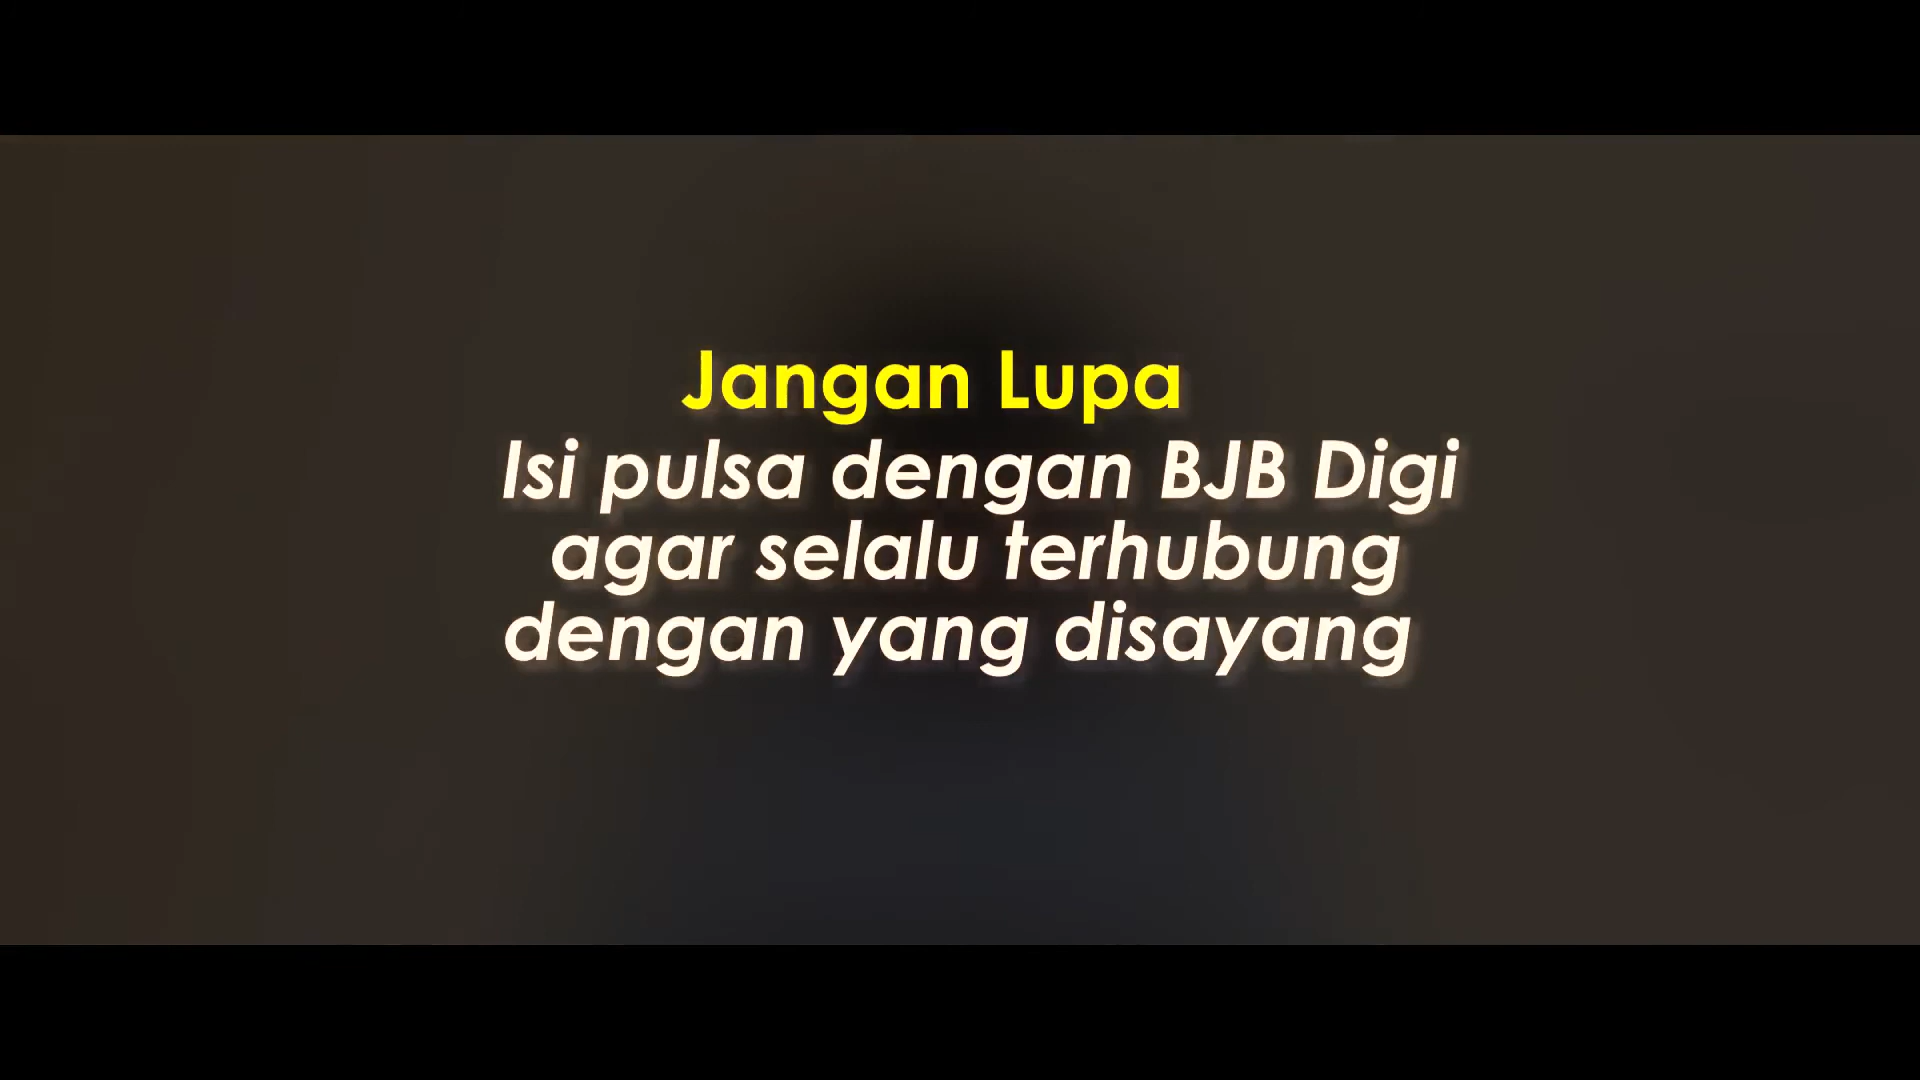 Jangan Lupa
Isi pulsa dengan BJB Digi
agar selalu terhubung
dengan yang disayang